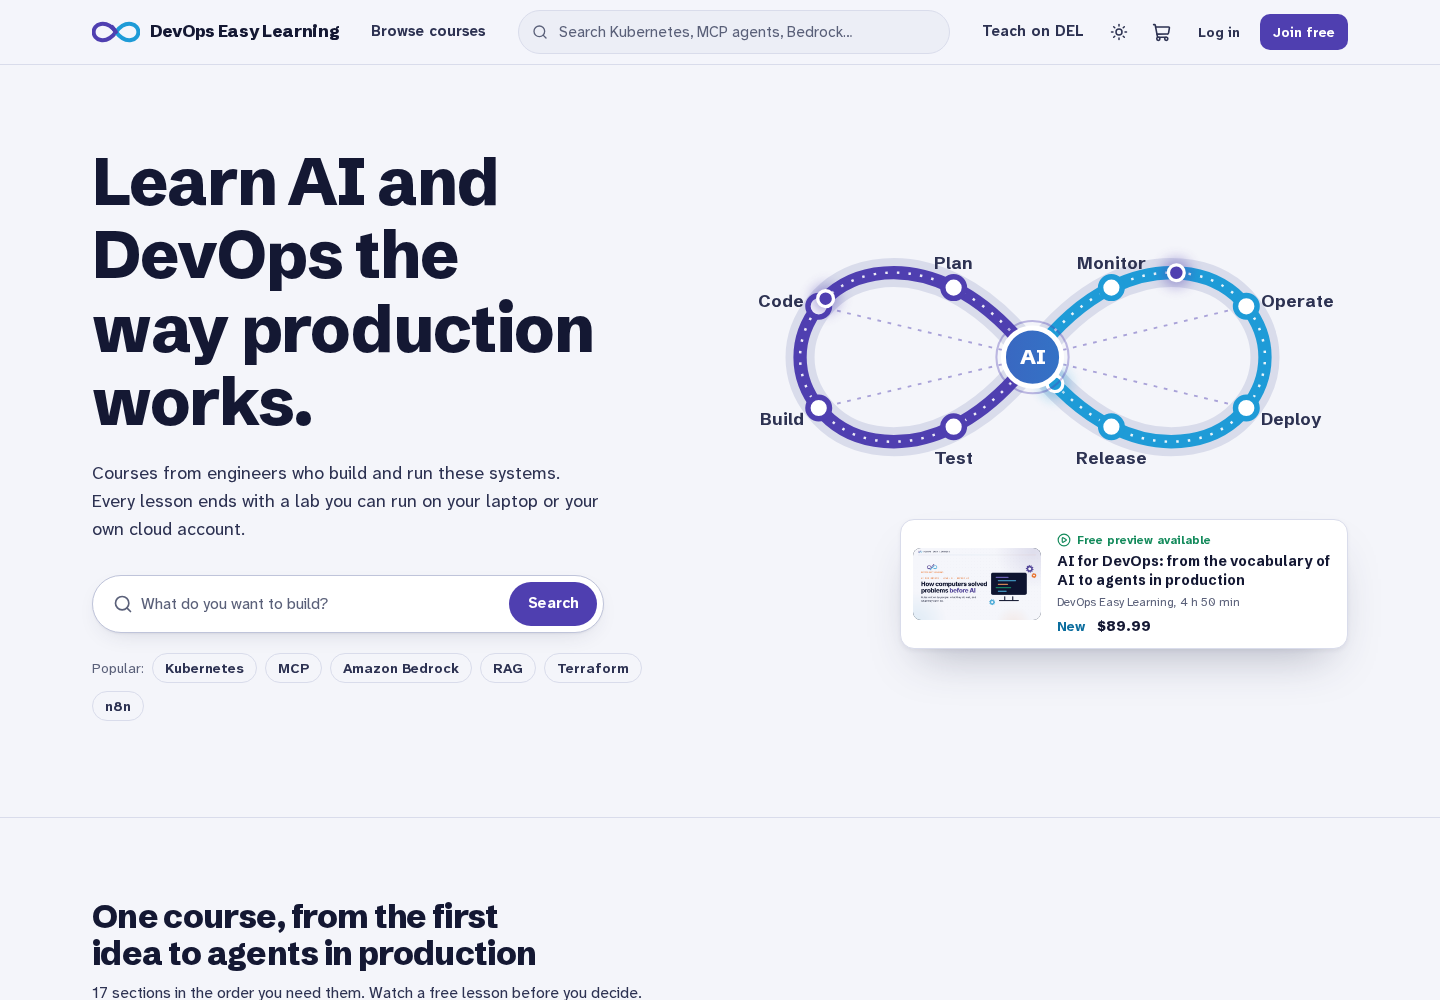 DevOps Easy Learning
Browse courses
Search Kubernetes, MCP agents, Bedrock...
Teach on DEL
Log in
Join free
Learn AI and
DevOps the
way production
works.
Courses from engineers who build and run these systems.
Every lesson ends with a lab you can run on your laptop or your
own cloud account.
What do you want to build?
Search
Popular:
Kubernetes
MCP
Amazon Bedrock
RAG
Terraform
n8n
Plan
Monitor
Code
Operate
AI
Build
Deploy
Test
Release
How computers solved
problems before AI
Free preview available
AI for DevOps: from the vocabulary of
AI to agents in production
DevOps Easy Learning, 4 h 50 min
New
$89.99
One course, from the first
idea to agents in production
17 sections in the order you need them. Watch a free lesson before you decide.